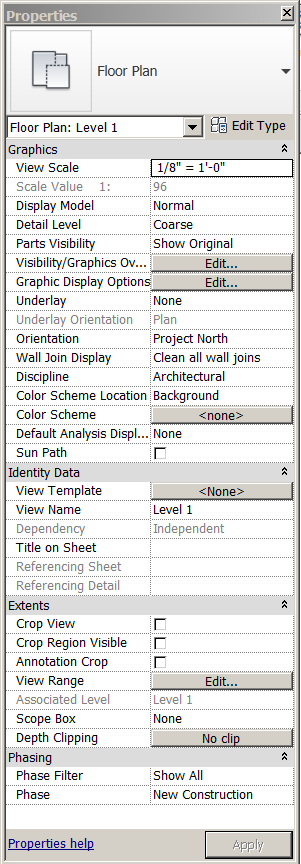 Properties
Floor Plan
Floor Plan: Level 1 Edit Type
Graphics
View Scale 1/8" = 1'-0"
Scale Value 1: 96
Display Model Normal
Detail Level Coarse
Parts Visibility Show Original
Visibility/Graphics Ov... Edit...
Graphic Display Options Edit...
Underlay None
Underlay Orientation Plan
Orientation Project North
Wall Join Display Clean all wall joins
Discipline Architectural
Color Scheme Location Background
Color Scheme <none>
Default Analysis Displ... None
Sun Path
Identity Data
View Template <None>
View Name Level 1
Dependency Independent
Title on Sheet
Referencing Sheet
Referencing Detail
Extents
Crop View
Crop Region Visible
Annotation Crop
View Range Edit...
Associated Level Level 1
Scope Box None
Depth Clipping No clip
Phasing
Phase Filter Show All
Phase New Construction
Properties help Apply